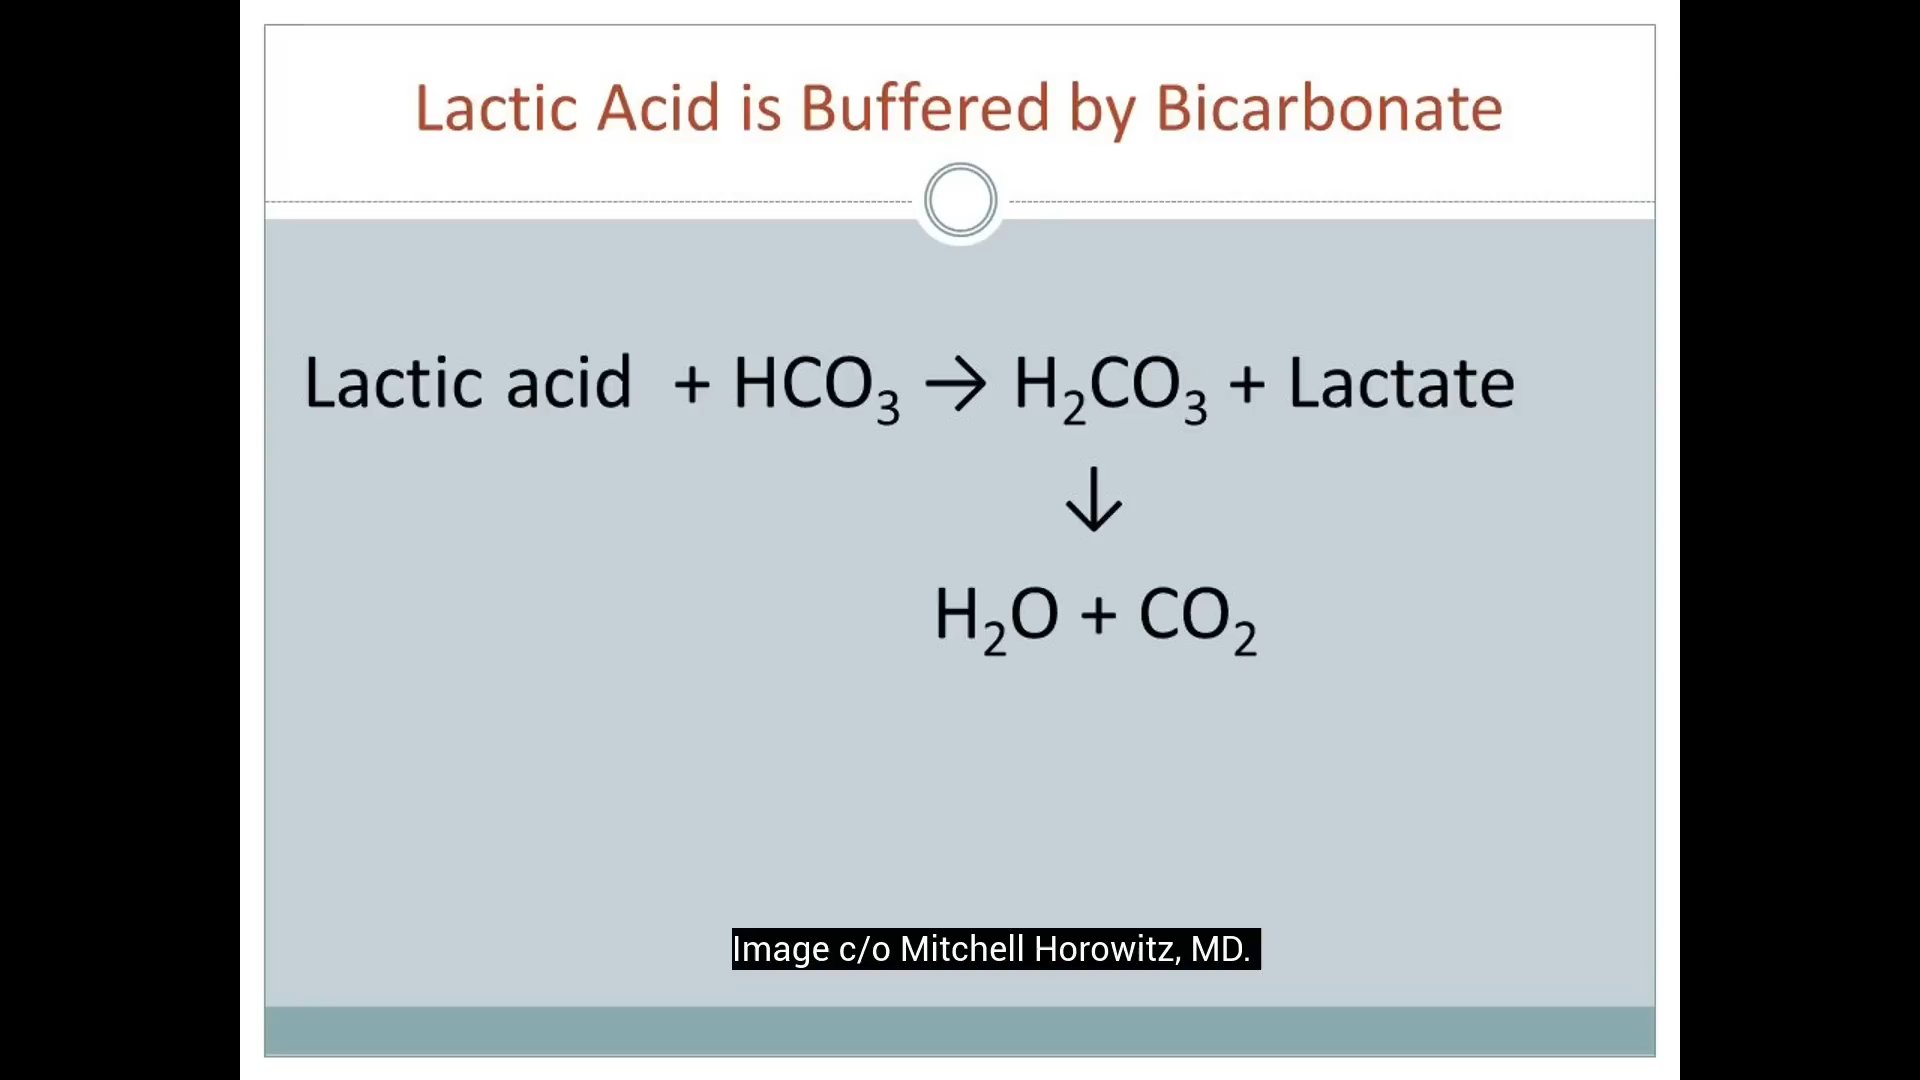 Lactic Acid is Buffered by Bicarbonate
Lactic acid + HCO₃ → H₂CO₃ + Lactate
↓
H₂O + CO₂
Image c/o Mitchell Horowitz, MD.